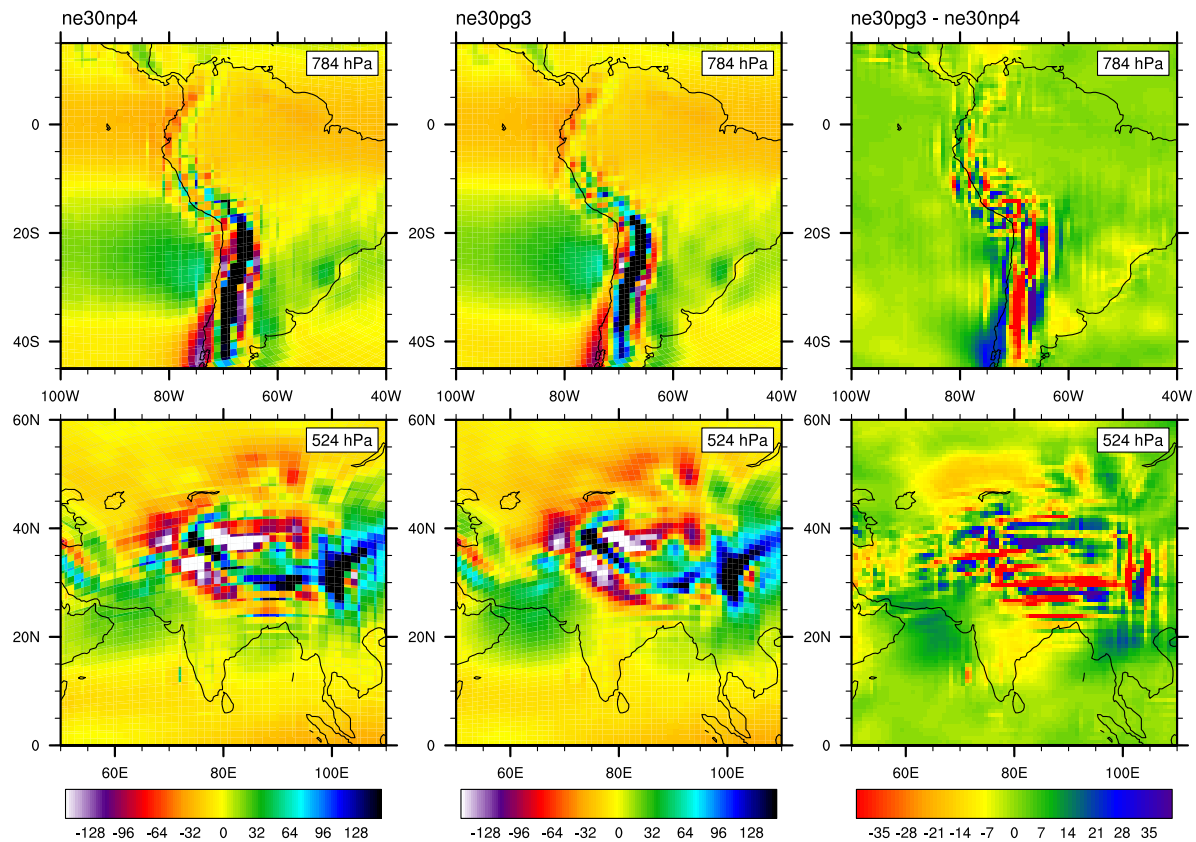 ne30np4 ne30pg3 ne30pg3 - ne30np4
784 hPa 784 hPa 784 hPa
0 0 0
20S 20S 20S
40S 40S 40S
100W 80W 60W 40W 100W 80W 60W 40W 100W 80W 60W 40W
60N 60N 60N
524 hPa 524 hPa 524 hPa
40N 40N 40N
20N 20N 20N
0 0 0
60E 80E 100E 60E 80E 100E 60E 80E 100E
-128 -96 -64 -32 0 32 64 96 128 -128 -96 -64 -32 0 32 64 96 128 -35 -28 -21 -14 -7 0 7 14 21 28 35